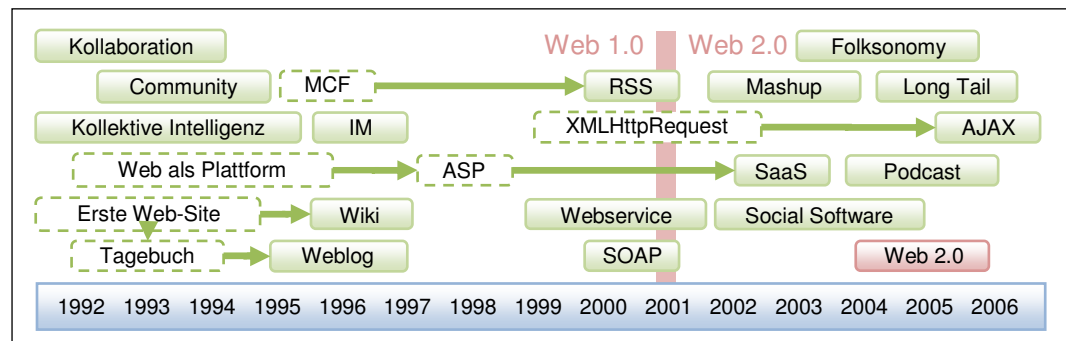 Kollaboration Web 1.0 Web 2.0 Folksonomy
Community MCF RSS Mashup Long Tail
Kollektive Intelligenz IM XMLHttpRequest AJAX
Web als Plattform ASP SaaS Podcast
Erste Web-Site Wiki Webservice Social Software
Tagebuch Weblog SOAP Web 2.0
1992 1993 1994 1995 1996 1997 1998 1999 2000 2001 2002 2003 2004 2005 2006